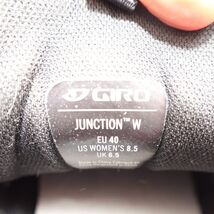 GIRO
JUNCTION™ W
EU 40
US WOMEN'S 8.5
UK 6.5